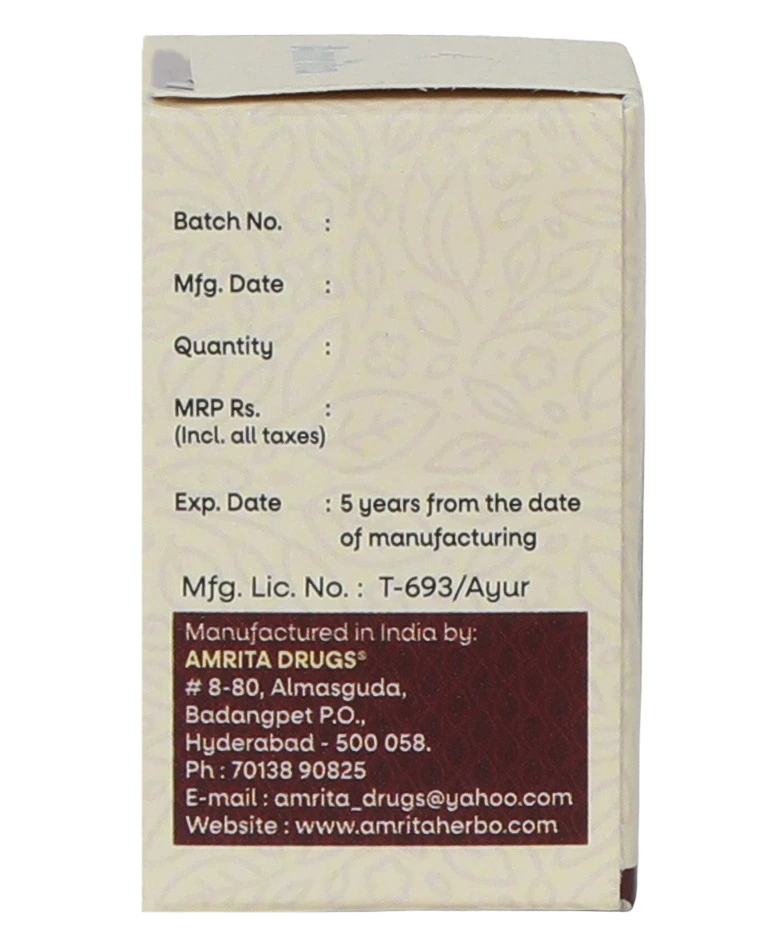 Batch No. :
Mfg. Date :
Quantity :
MRP Rs. :
(Incl. all taxes)
Exp. Date : 5 years from the date
of manufacturing
Mfg. Lic. No. : T-693/Ayur
Manufactured in India by:
AMRITA DRUGS®
# 8-80, Almasguda,
Badangpet P.O.,
Hyderabad - 500 058.
Ph : 70138 90825
E-mail : amrita_drugs@yahoo.com
Website : www.amritaherbo.com